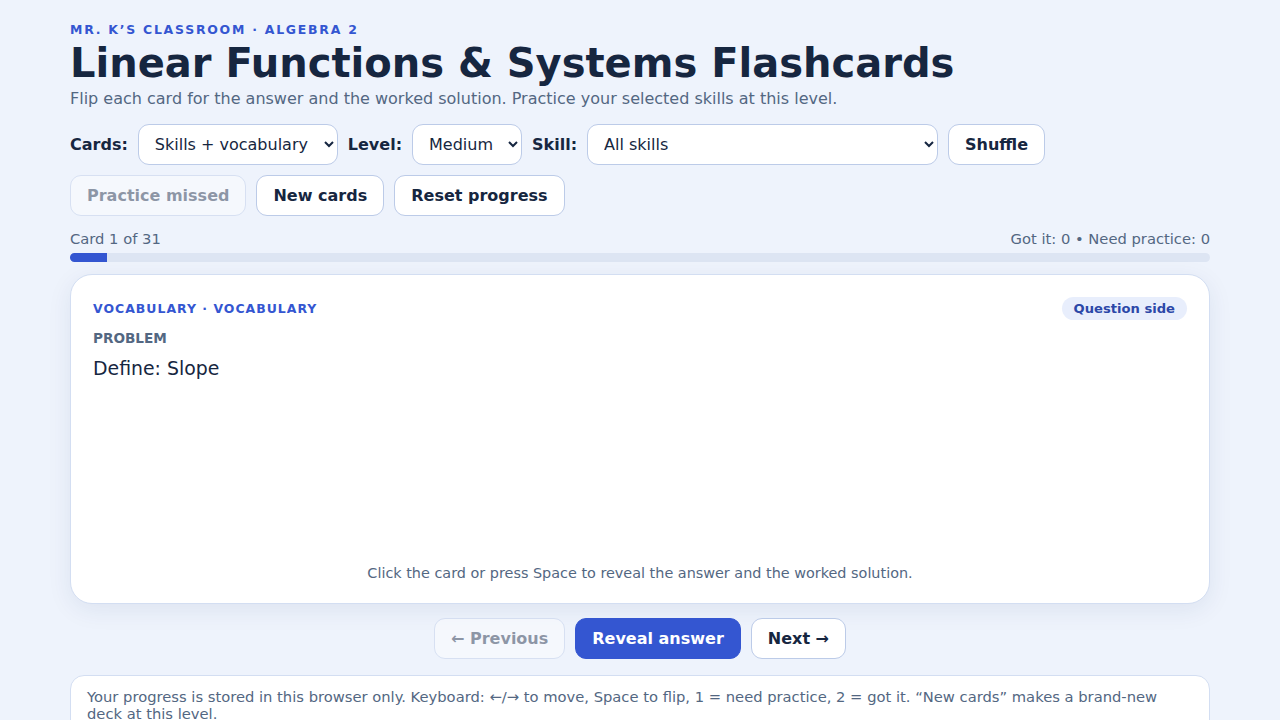 MR. K’S CLASSROOM · ALGEBRA 2
Linear Functions & Systems Flashcards
Flip each card for the answer and the worked solution. Practice your selected skills at this level.
Cards: Skills + vocabulary Level: Medium Skill: All skills Shuffle
Practice missed New cards Reset progress
Card 1 of 31 Got it: 0 • Need practice: 0
VOCABULARY · VOCABULARY Question side
PROBLEM
Define: Slope
Click the card or press Space to reveal the answer and the worked solution.
← Previous Reveal answer Next →
Your progress is stored in this browser only. Keyboard: ←/→ to move, Space to flip, 1 = need practice, 2 = got it. “New cards” makes a brand-new
deck at this level.